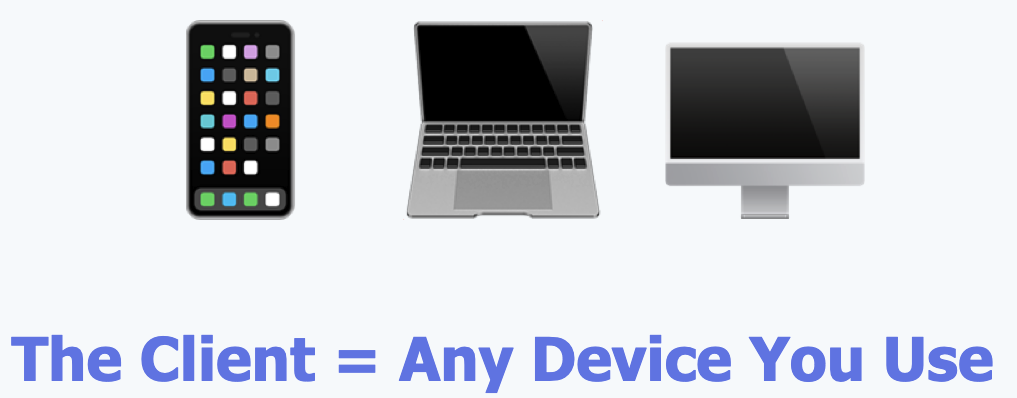 The Client = Any Device You Use